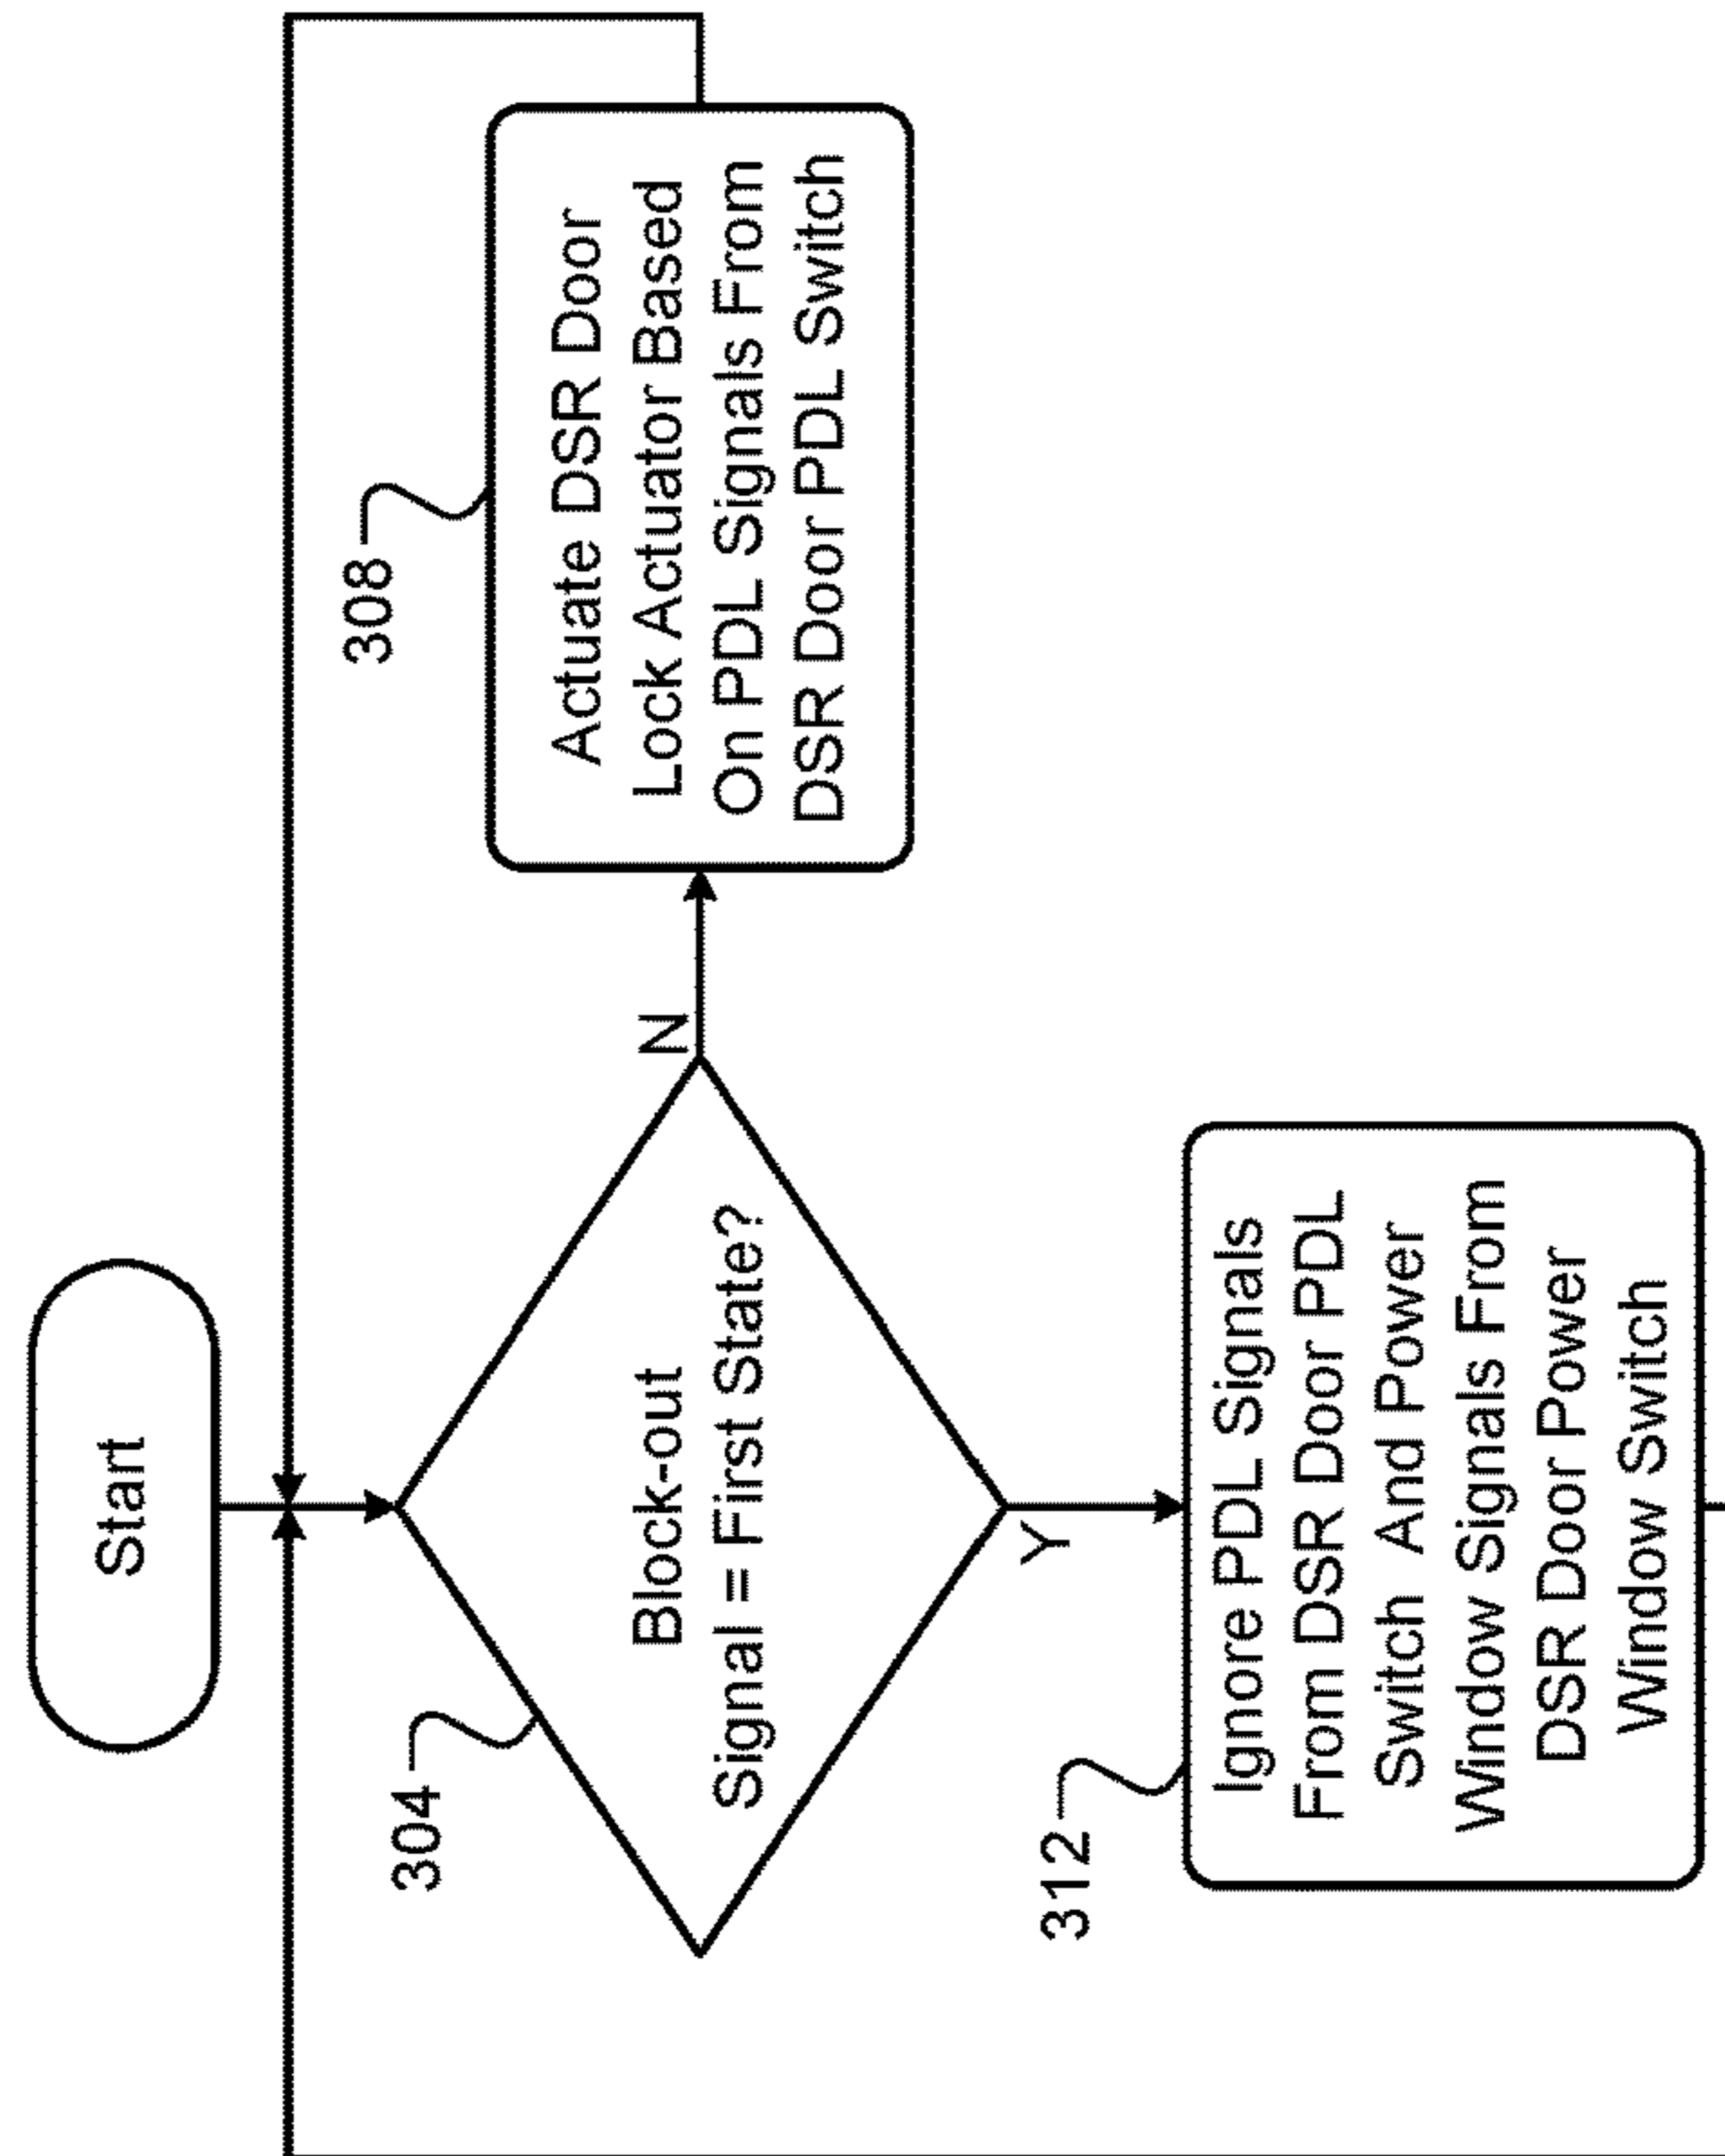 Start
304
Block-out
Signal = First State?
N
308
Actuate DSR Door
Lock Actuator Based
On PDL Signals From
DSR Door PDL Switch
Y
312
Ignore PDL Signals
From DSR Door PDL
Switch And Power
Window Signals From
DSR Door Power
Window Switch